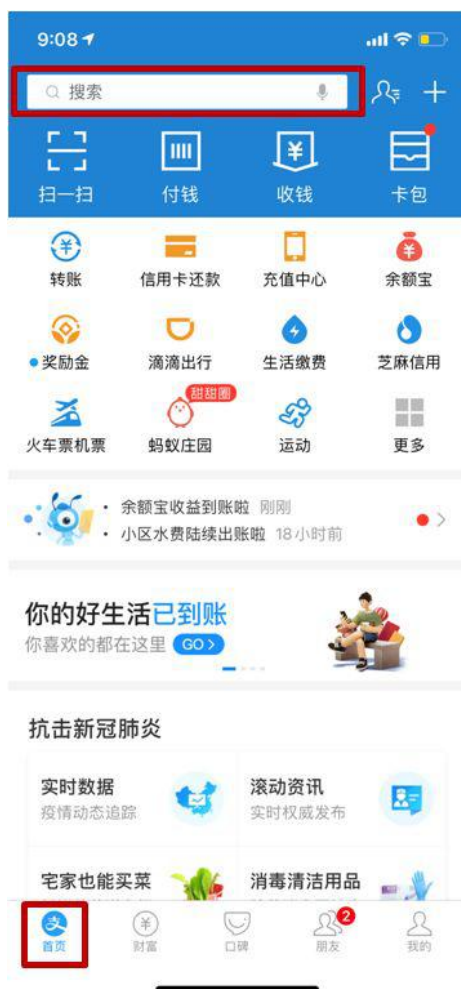 9:08
搜索
扫一扫 付钱 收钱 卡包
转账 信用卡还款 充值中心 余额宝
奖励金 滴滴出行 生活缴费 芝麻信用
甜甜圈
火车票机票 蚂蚁庄园 运动 更多
余额宝收益到账啦 刚刚
小区水费陆续出账啦 18小时前
你的好生活已到账
你喜欢的都在这里 GO >
抗击新冠肺炎
实时数据 滚动资讯
疫情动态追踪 实时权威发布
宅家也能买菜 消毒清洁用品
2
首页 财富 口碑 朋友 我的